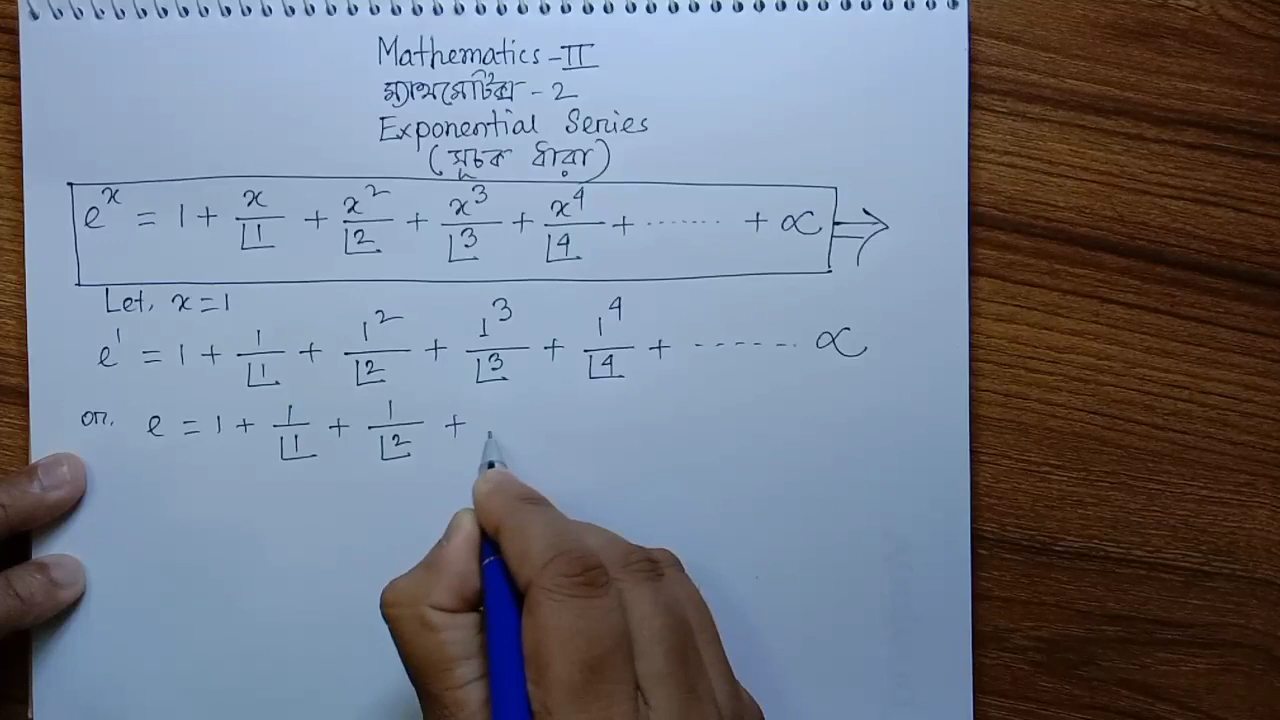 Mathematics - II
ম্যাথমেটিক্স - 2
Exponential Series
(সূচক ধারা)
e^x = 1 + x/⌊1 + x^2/⌊2 + x^3/⌊3 + x^4/⌊4 + ........ + ∝ ⇒
Let, x = 1
e^1 = 1 + 1/⌊1 + 1^2/⌊2 + 1^3/⌊3 + 1^4/⌊4 + ------- ∝
or, e = 1 + 1/⌊1 + 1/⌊2 +